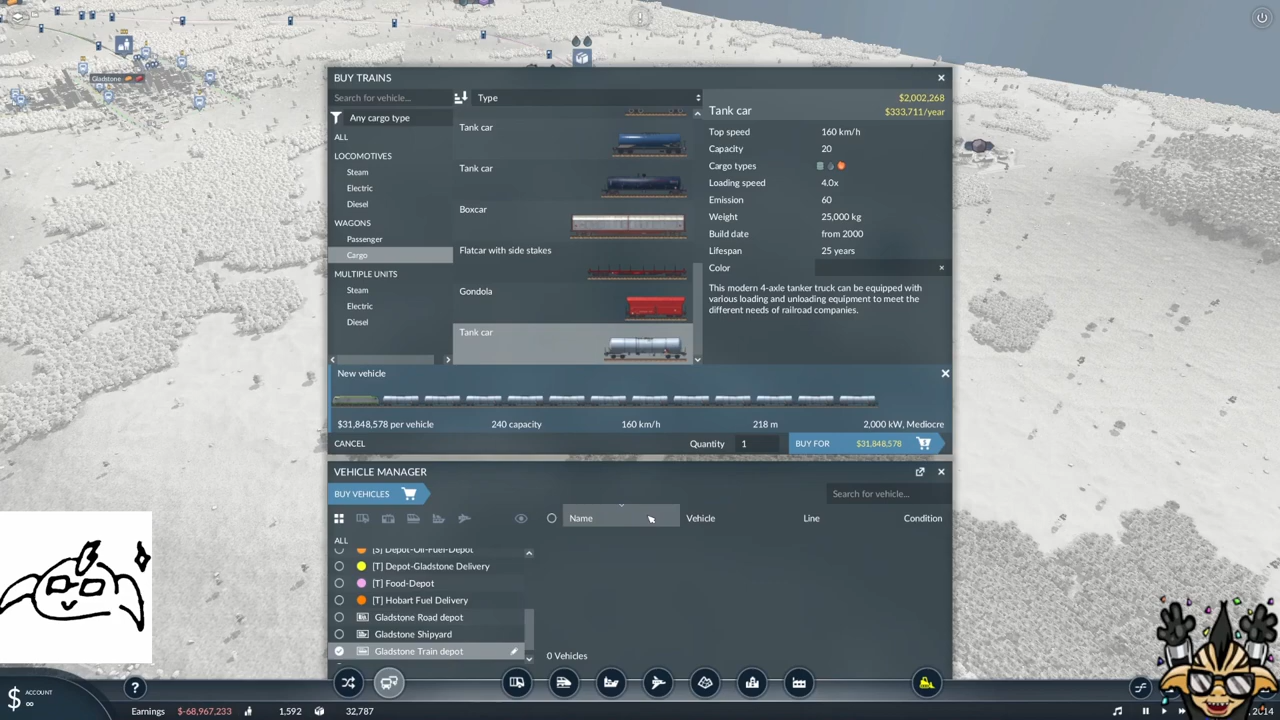 Gladstone
BUY TRAINS
Search for vehicle...
Type
Any cargo type
ALL
LOCOMOTIVES
Steam
Electric
Diesel
WAGONS
Passenger
Cargo
MULTIPLE UNITS
Steam
Electric
Diesel
Tank car
Tank car
Boxcar
Flatcar with side stakes
Gondola
Tank car
$2,002,268
Tank car
$333,711/year
Top speed 160 km/h
Capacity 20
Cargo types
Loading speed 4.0x
Emission 60
Weight 25,000 kg
Build date from 2000
Lifespan 25 years
Color
This modern 4-axle tanker truck can be equipped with
various loading and unloading equipment to meet the
different needs of railroad companies.
New vehicle
$31,848,578 per vehicle 240 capacity 160 km/h 218 m 2,000 kW, Mediocre
CANCEL Quantity 1 BUY FOR $31,848,578
VEHICLE MANAGER
BUY VEHICLES
Search for vehicle...
Name Vehicle Line Condition
ALL
[S] Depot-Oil-Fuel-Depot
[T] Depot-Gladstone Delivery
[T] Food-Depot
[T] Hobart Fuel Delivery
Gladstone Road depot
Gladstone Shipyard
Gladstone Train depot
0 Vehicles
$ ACCOUNT
∞
?
Earnings $-68,967,233 1,592 32,787
2014